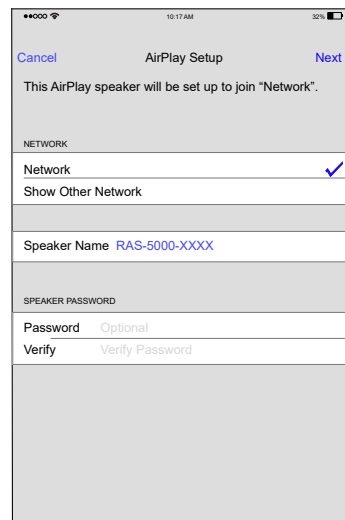 10:17 AM 32%
Cancel AirPlay Setup Next
This AirPlay speaker will be set up to join “Network”.
NETWORK
Network
Show Other Network
Speaker Name RAS-5000-XXXX
SPEAKER PASSWORD
Password Optional
Verify Verify Password